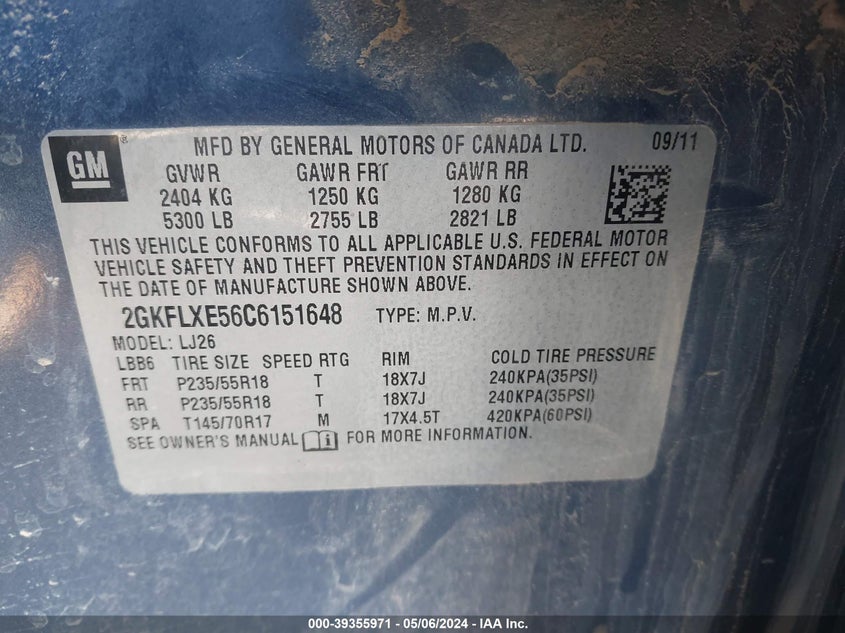 GM
MFD BY GENERAL MOTORS OF CANADA LTD. 09/11
GVWR GAWR FRT GAWR RR
2404 KG 1250 KG 1280 KG
5300 LB 2755 LB 2821 LB
THIS VEHICLE CONFORMS TO ALL APPLICABLE U.S. FEDERAL MOTOR
VEHICLE SAFETY AND THEFT PREVENTION STANDARDS IN EFFECT ON
THE DATE OF MANUFACTURE SHOWN ABOVE.
2GKFLXE56C6151648 TYPE: M.P.V.
MODEL: LJ26
LBB6 TIRE SIZE SPEED RTG RIM COLD TIRE PRESSURE
FRT P235/55R18 T 18X7J 240KPA(35PSI)
RR P235/55R18 T 18X7J 240KPA(35PSI)
SPA T145/70R17 M 17X4.5T 420KPA(60PSI)
SEE OWNER'S MANUAL i FOR MORE INFORMATION.
000-39355971 - 05/06/2024 - IAA Inc.